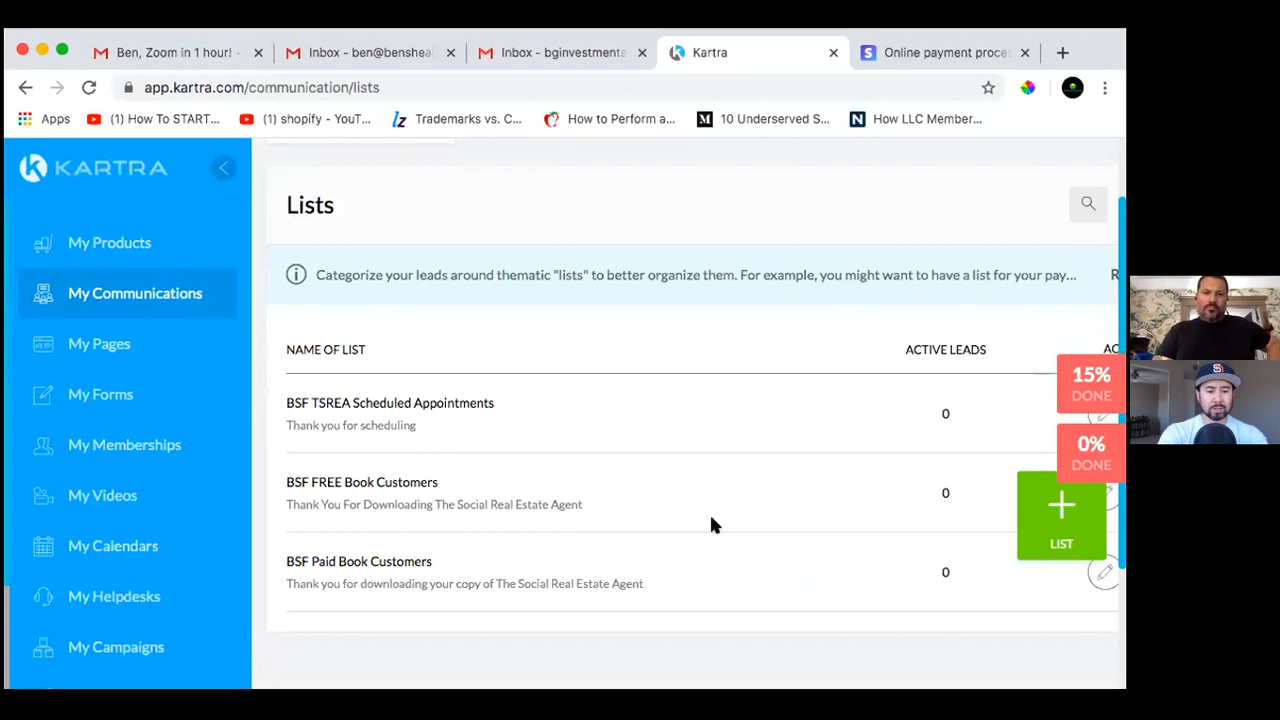 Ben, Zoom in 1 hour! -
Inbox - ben@benshea
Inbox - bginvestments
Kartra
Online payment proces
app.kartra.com/communication/lists
Apps
(1) How To START...
(1) shopify - YouT...
Trademarks vs. C...
How to Perform a...
10 Underserved S...
How LLC Member...
KARTRA
My Products
My Communications
My Pages
My Forms
My Memberships
My Videos
My Calendars
My Helpdesks
My Campaigns
Lists
Categorize your leads around thematic "lists" to better organize them. For example, you might want to have a list for your pay...
R
NAME OF LIST
ACTIVE LEADS
AC
BSF TSREA Scheduled Appointments
Thank you for scheduling
0
BSF FREE Book Customers
Thank You For Downloading The Social Real Estate Agent
0
BSF Paid Book Customers
Thank you for downloading your copy of The Social Real Estate Agent
0
15%
DONE
0%
DONE
+
LIST